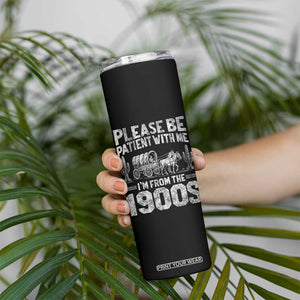 PLEASE BE
PATIENT WITH ME
I'M FROM THE
1900S
PRINT YOUR WEAR